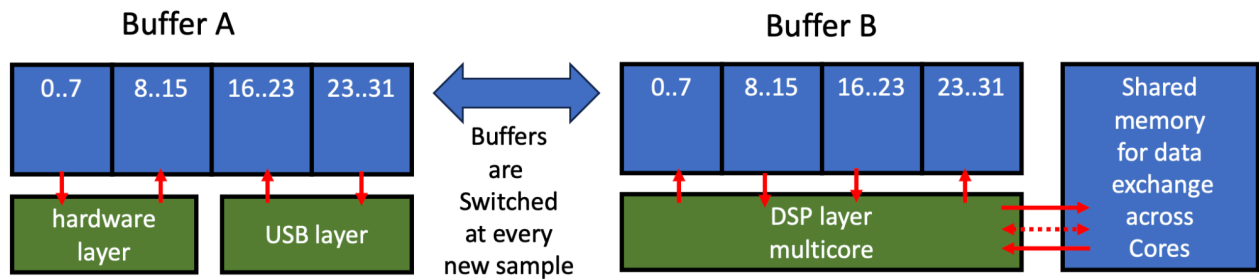 Buffer A
0..7
8..15
16..23
23..31
hardware
layer
USB layer
Buffers
are
Switched
at every
new sample
Buffer B
0..7
8..15
16..23
23..31
DSP layer
multicore
Shared
memory
for data
exchange
across
Cores